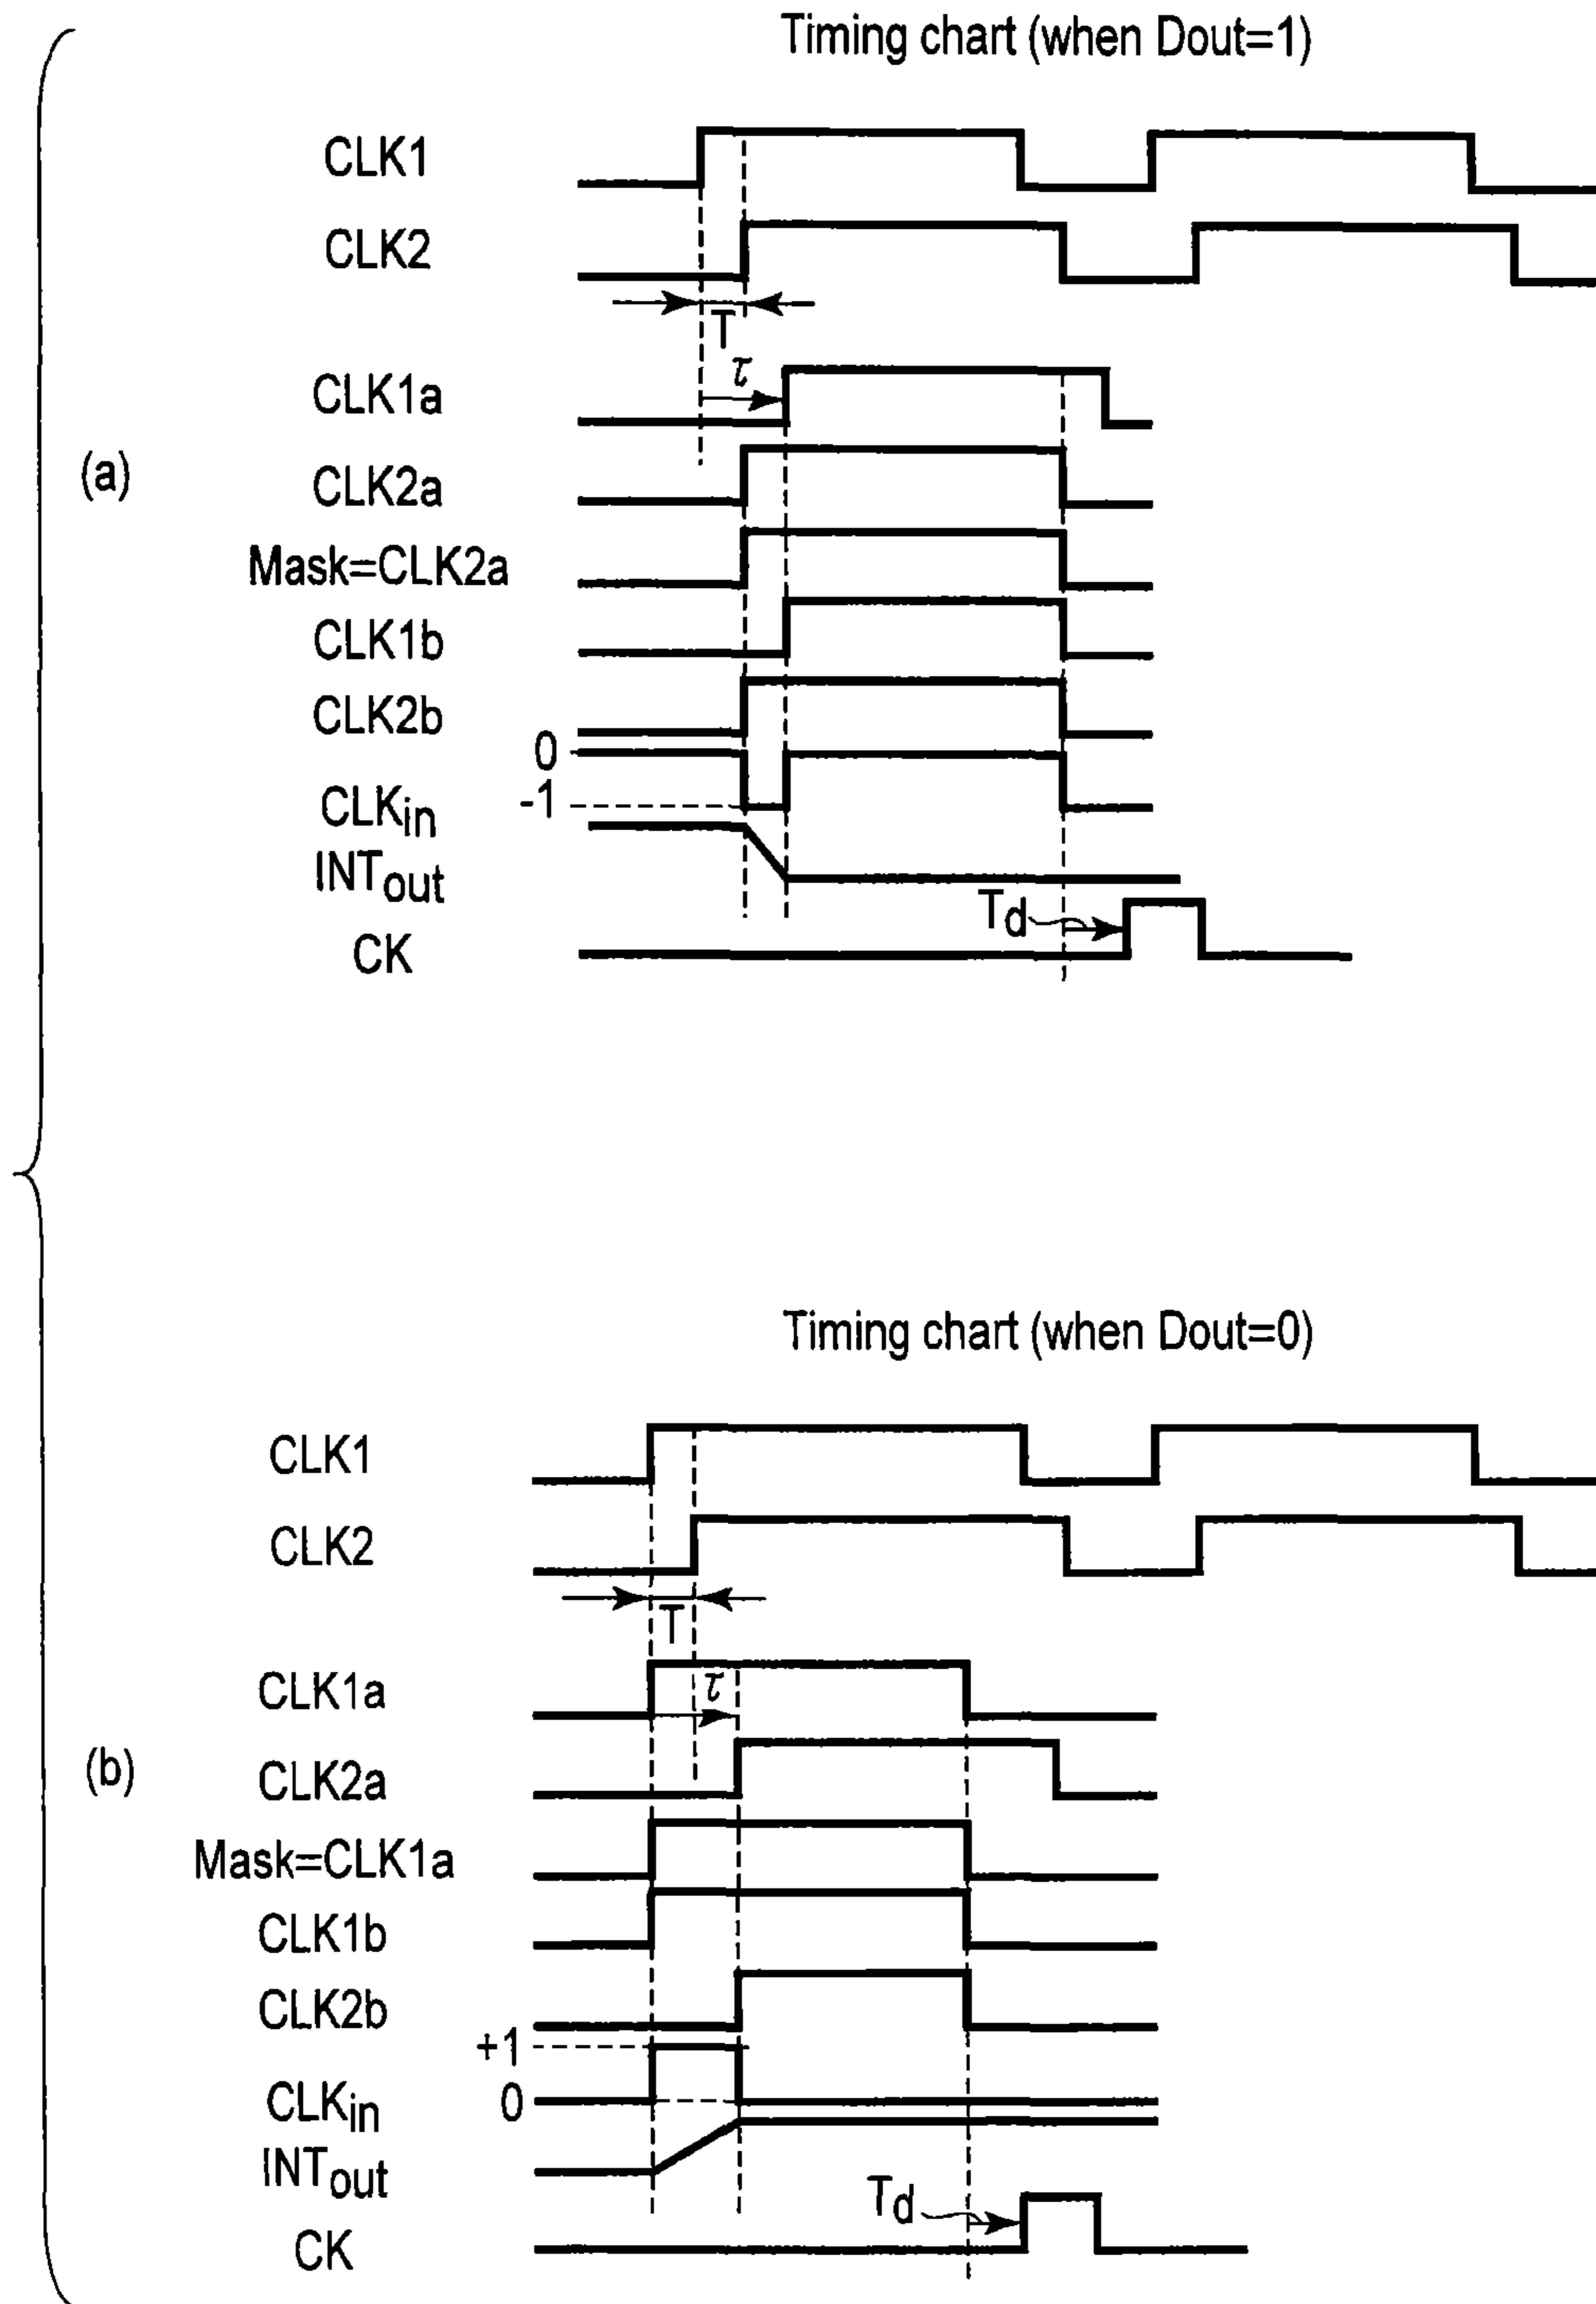 Timing chart (when Dout=1)
CLK1
CLK2
T
τ
CLK1a
(a)
CLK2a
Mask=CLK2a
CLK1b
CLK2b
0
-1
CLKin
INTout
Td
CK
Timing chart (when Dout=0)
CLK1
CLK2
T
CLK1a
τ
(b)
CLK2a
Mask=CLK1a
CLK1b
CLK2b
+1
0
CLKin
INTout
Td
CK